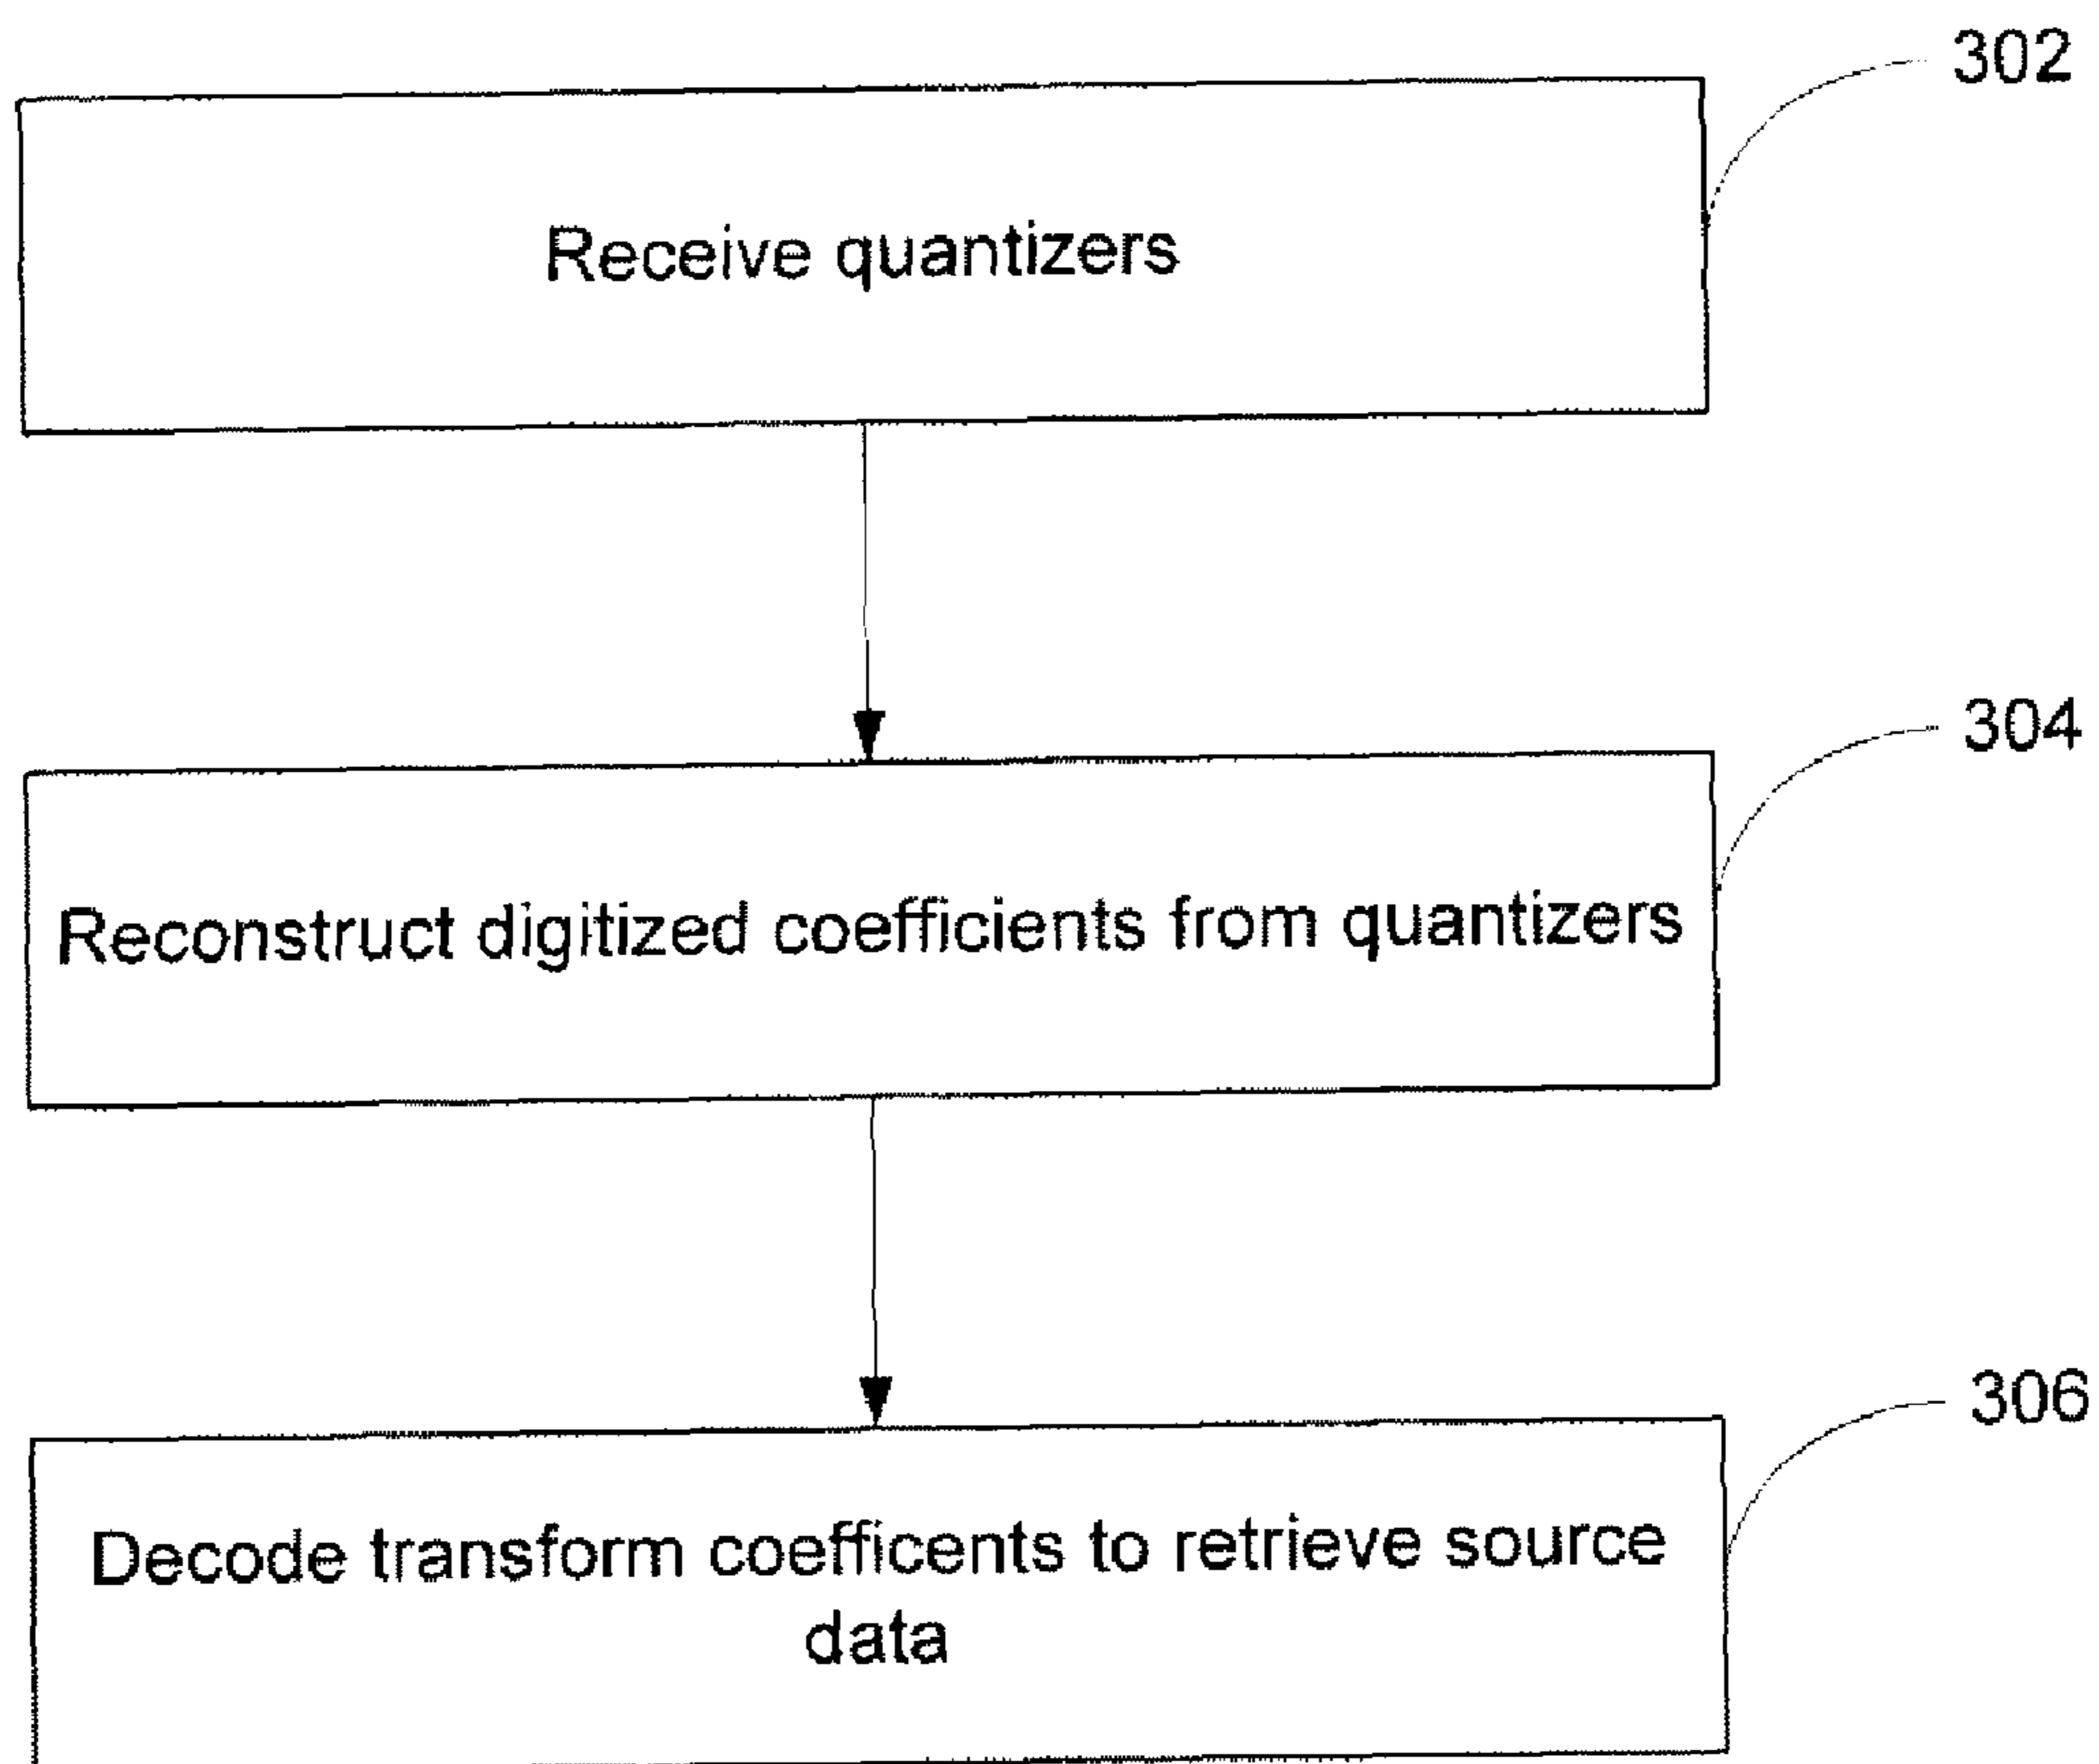 302
Receive quantizers
304
Reconstruct digitized coefficients from quantizers
306
Decode transform coefficents to retrieve source
data